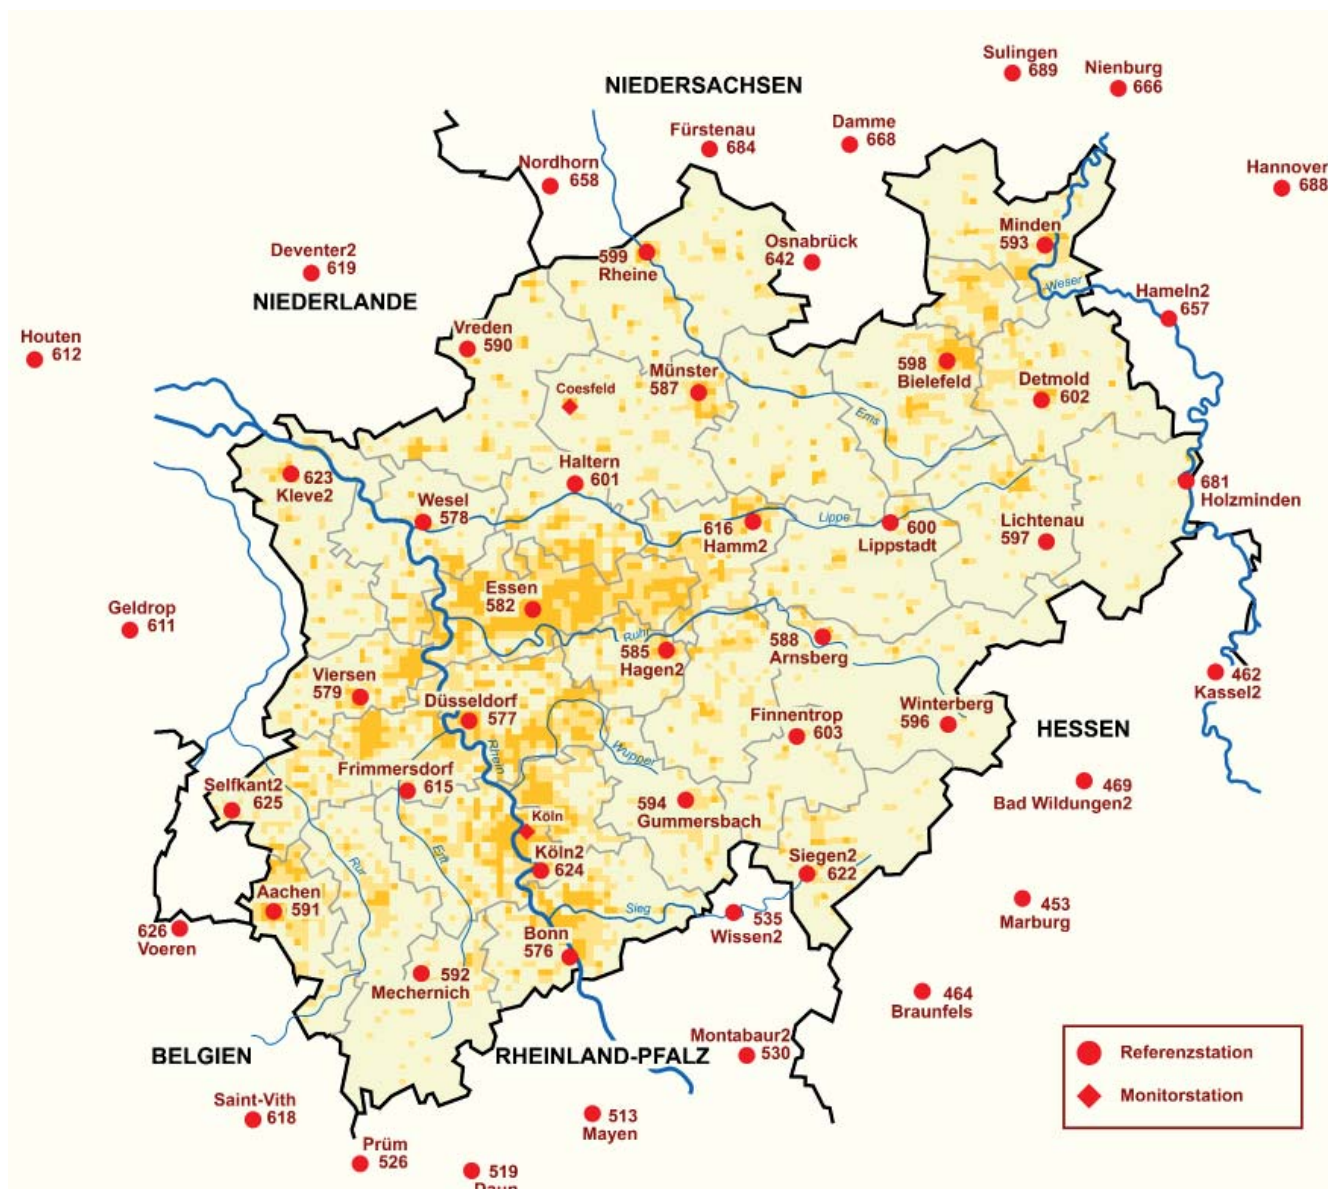 Sulingen
689
Nienburg
666
NIEDERSACHSEN
Damme
668
Fürstenau
684
Nordhorn
658
Hannover
688
Minden
593
Osnabrück
642
Deventer2
619
599
Rheine
NIEDERLANDE
Weser
Hameln2
657
Houten
612
Vreden
590
598
Bielefeld
Münster
587
Detmold
602
Coesfeld
Ems
Haltern
601
623
Kleve2
681
Holzminden
Wesel
578
616
Hamm2
Lippe
600
Lippstadt
Lichtenau
597
Essen
582
Geldrop
611
Ruhr
585
Hagen2
588
Arnsberg
Viersen
579
462
Kassel2
Düsseldorf
577
Winterberg
596
Finnentrop
603
HESSEN
Rhein
Wupper
Frimmersdorf
615
Selfkant2
625
469
Bad Wildungen2
594
Gummersbach
Köln
Köln2
624
Erft
Rur
Siegen2
622
Aachen
591
453
Marburg
Sieg
535
Wissen2
626
Voeren
Bonn
576
592
Mechernich
464
Braunfels
Montabaur2
530
BELGIEN
RHEINLAND-PFALZ
Referenzstation
Monitorstation
Saint-Vith
618
513
Mayen
Prüm
526
519
Daun